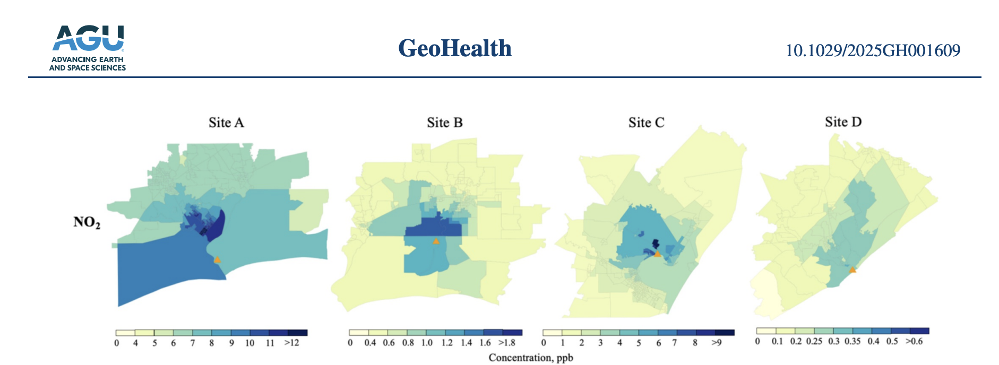 AGU
ADVANCING EARTH
AND SPACE SCIENCES
GeoHealth
10.1029/2025GH001609
Site A
Site B
Site C
Site D
NO₂
0 4 5 6 7 8 9 10 11 >12
0 0.4 0.6 0.8 1.0 1.2 1.4 1.6 >1.8
0 1 2 3 4 5 6 7 8 >9
0 0.1 0.2 0.25 0.3 0.35 0.4 0.5 >0.6
Concentration, ppb